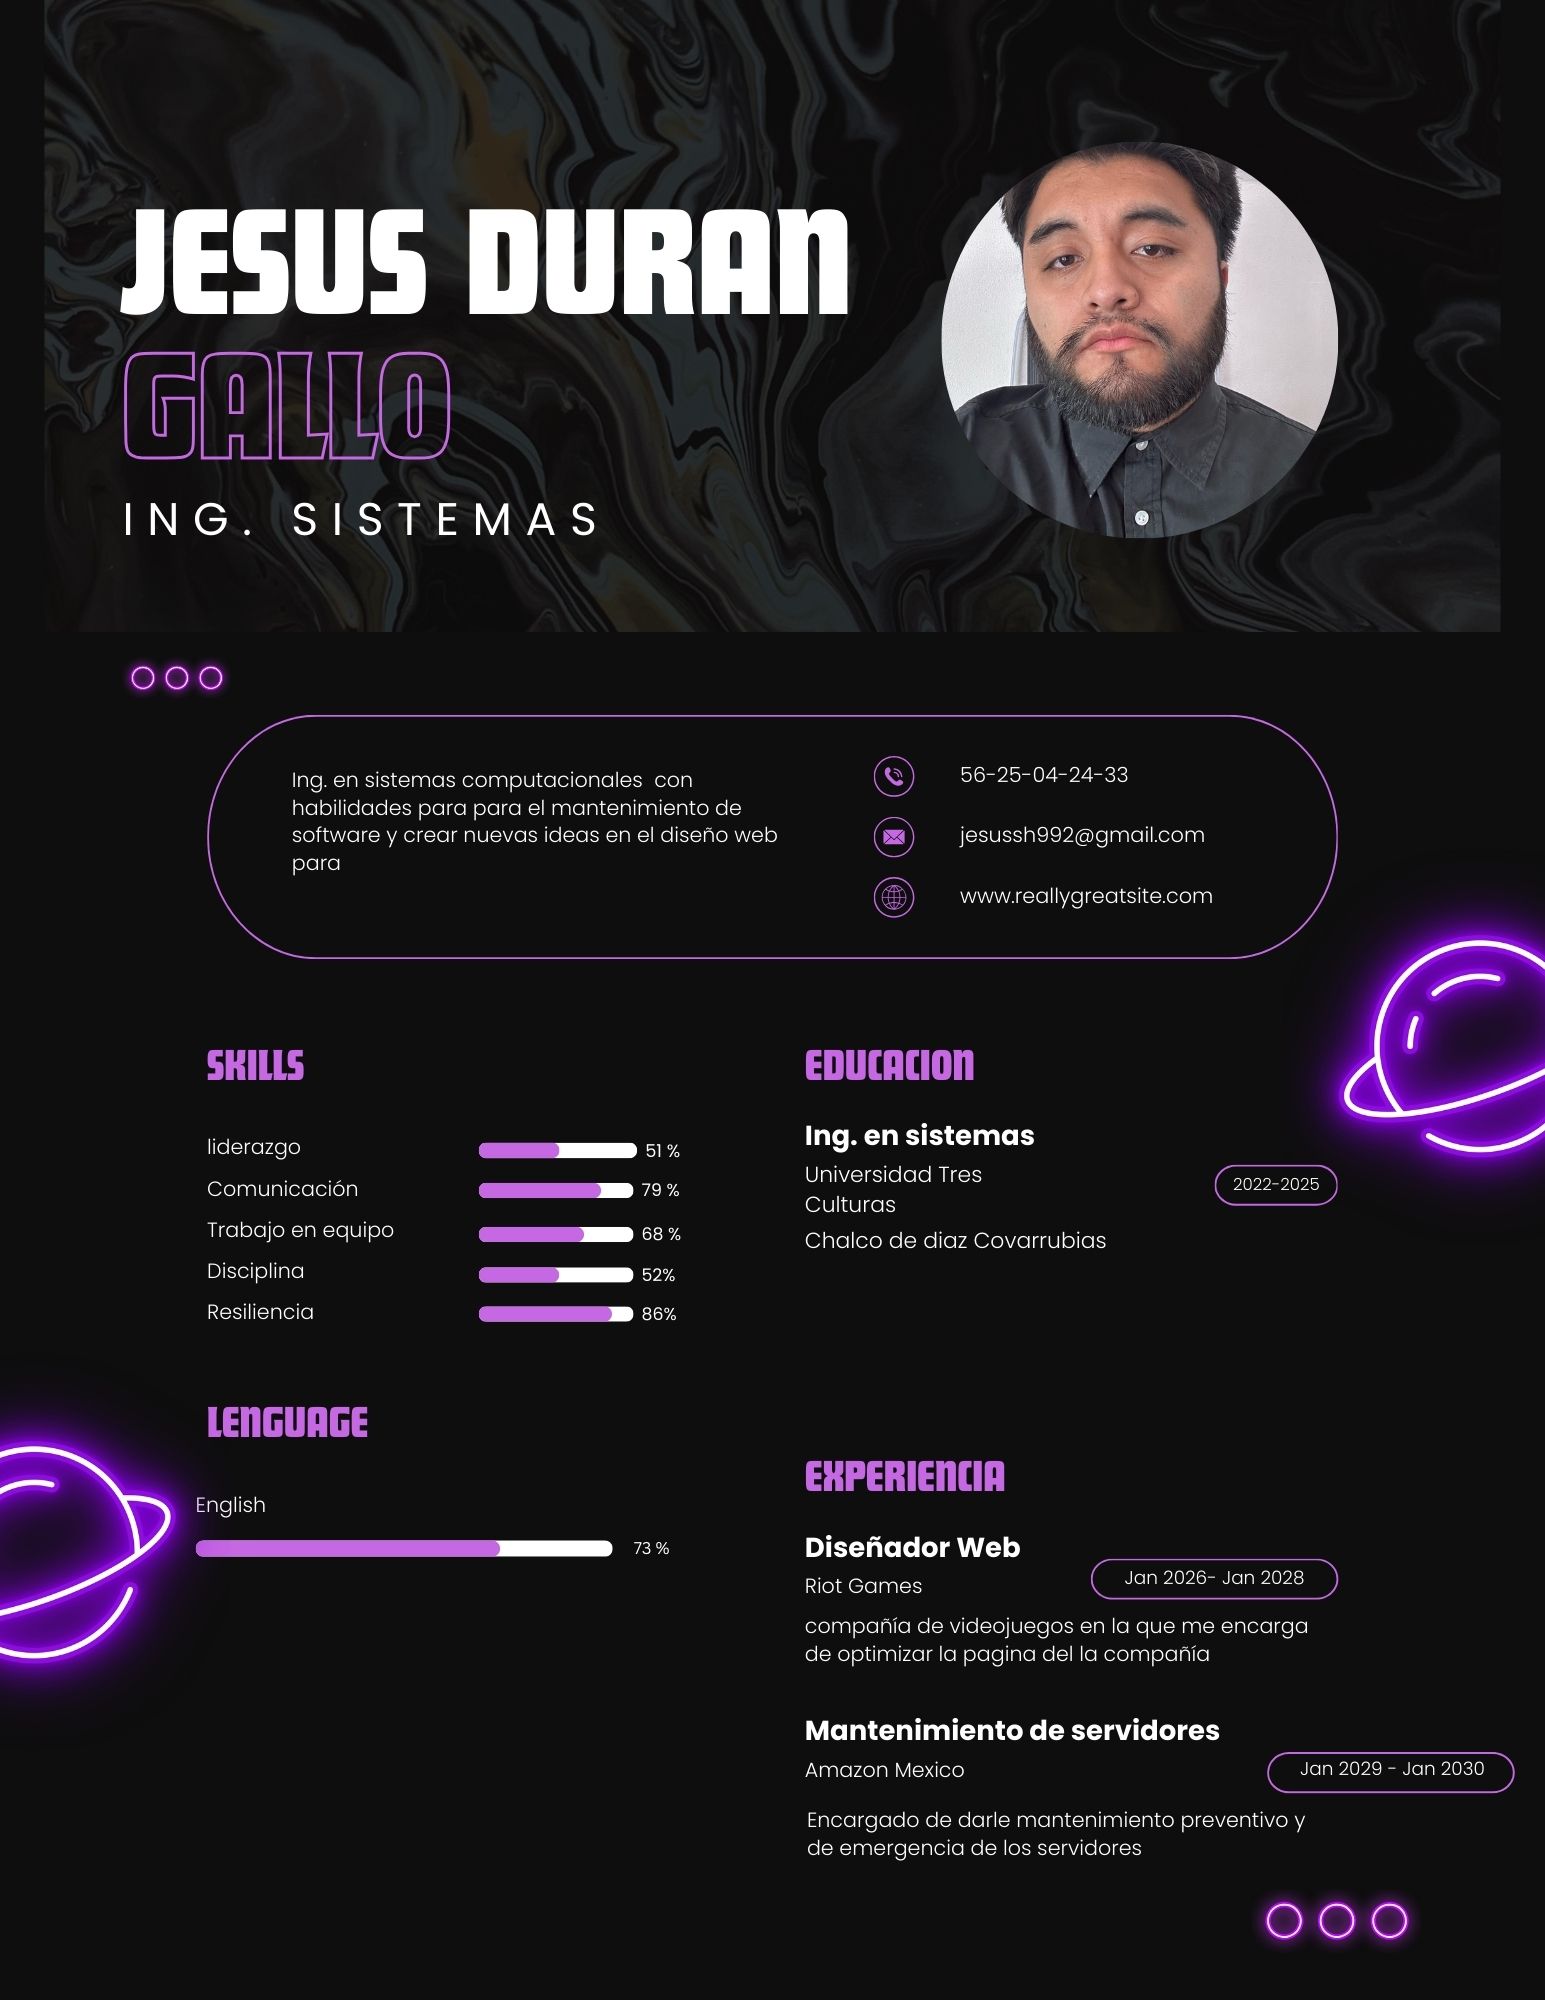 JESUS DURAN
GALLO
ING. SISTEMAS
Ing. en sistemas computacionales  con
habilidades para para el mantenimiento de
software y crear nuevas ideas en el diseño web
para
56-25-04-24-33
jesussh992@gmail.com
www.reallygreatsite.com
SKILLS
liderazgo 51 %
Comunicación 79 %
Trabajo en equipo 68 %
Disciplina 52%
Resiliencia 86%
LENGUAGE
English
73 %
EDUCACION
Ing. en sistemas
Universidad Tres
Culturas
2022-2025
Chalco de diaz Covarrubias
EXPERIENCIA
Diseñador Web
Riot Games
Jan 2026- Jan 2028
compañía de videojuegos en la que me encarga
de optimizar la pagina del la compañía
Mantenimiento de servidores
Amazon Mexico
Jan 2029 - Jan 2030
Encargado de darle mantenimiento preventivo y
de emergencia de los servidores